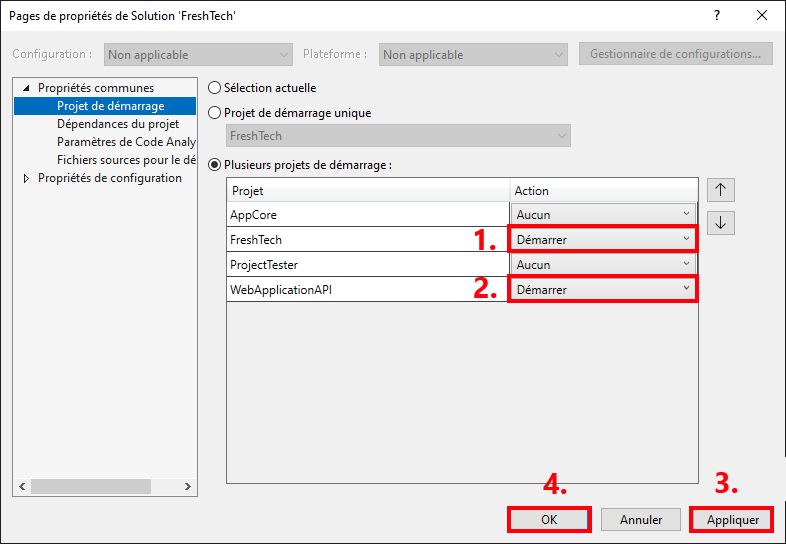 Pages de propriétés de Solution 'FreshTech'
Configuration : Non applicable Plateforme : Non applicable Gestionnaire de configurations...
Propriétés communes
Projet de démarrage
Dépendances du projet
Paramètres de Code Analy
Fichiers sources pour le dé
Propriétés de configuration
Sélection actuelle
Projet de démarrage unique
FreshTech
Plusieurs projets de démarrage :
Projet Action
AppCore Aucun
FreshTech 1. Démarrer
ProjectTester Aucun
WebApplicationAPI 2. Démarrer
4. 3.
OK Annuler Appliquer